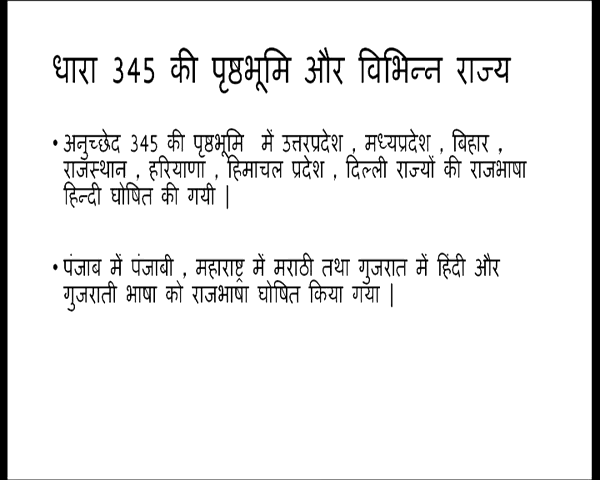 धारा 345 की पृष्ठभूमि और विभिन्न राज्य
• अनुच्छेद 345 की पृष्ठभूमि में उत्तरप्रदेश , मध्यप्रदेश , बिहार ,
राजस्थान , हरियाणा , हिमाचल प्रदेश , दिल्ली राज्यों की राजभाषा
हिन्दी घोषित की गयी |
• पंजाब में पंजाबी , महाराष्ट्र में मराठी तथा गुजरात में हिंदी और
गुजराती भाषा को राजभाषा घोषित किया गया |